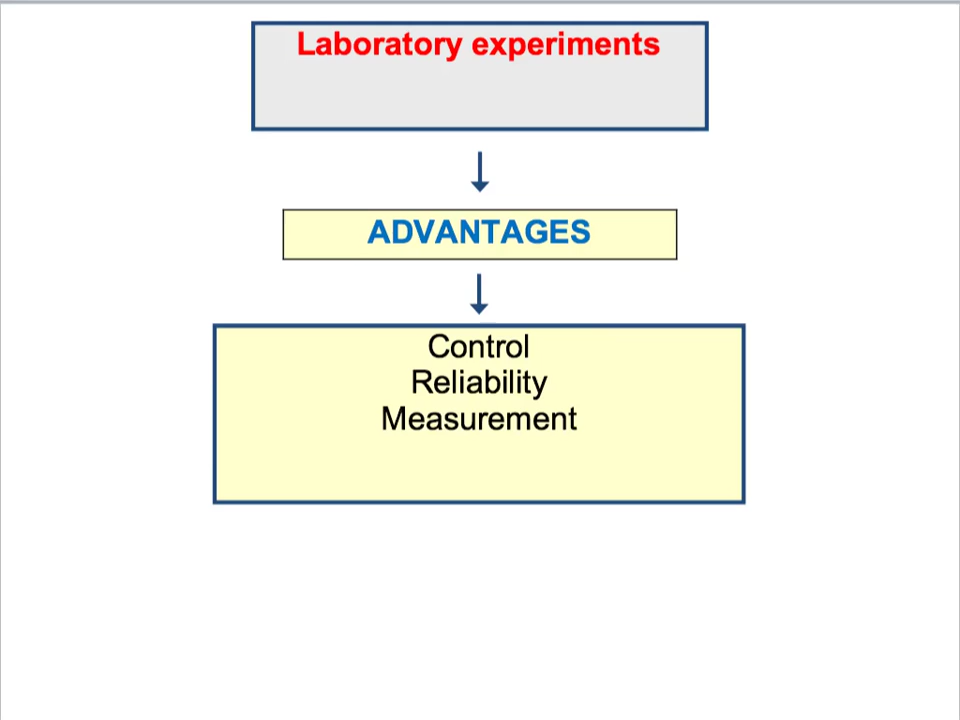 Laboratory experiments
ADVANTAGES
Control
Reliability
Measurement